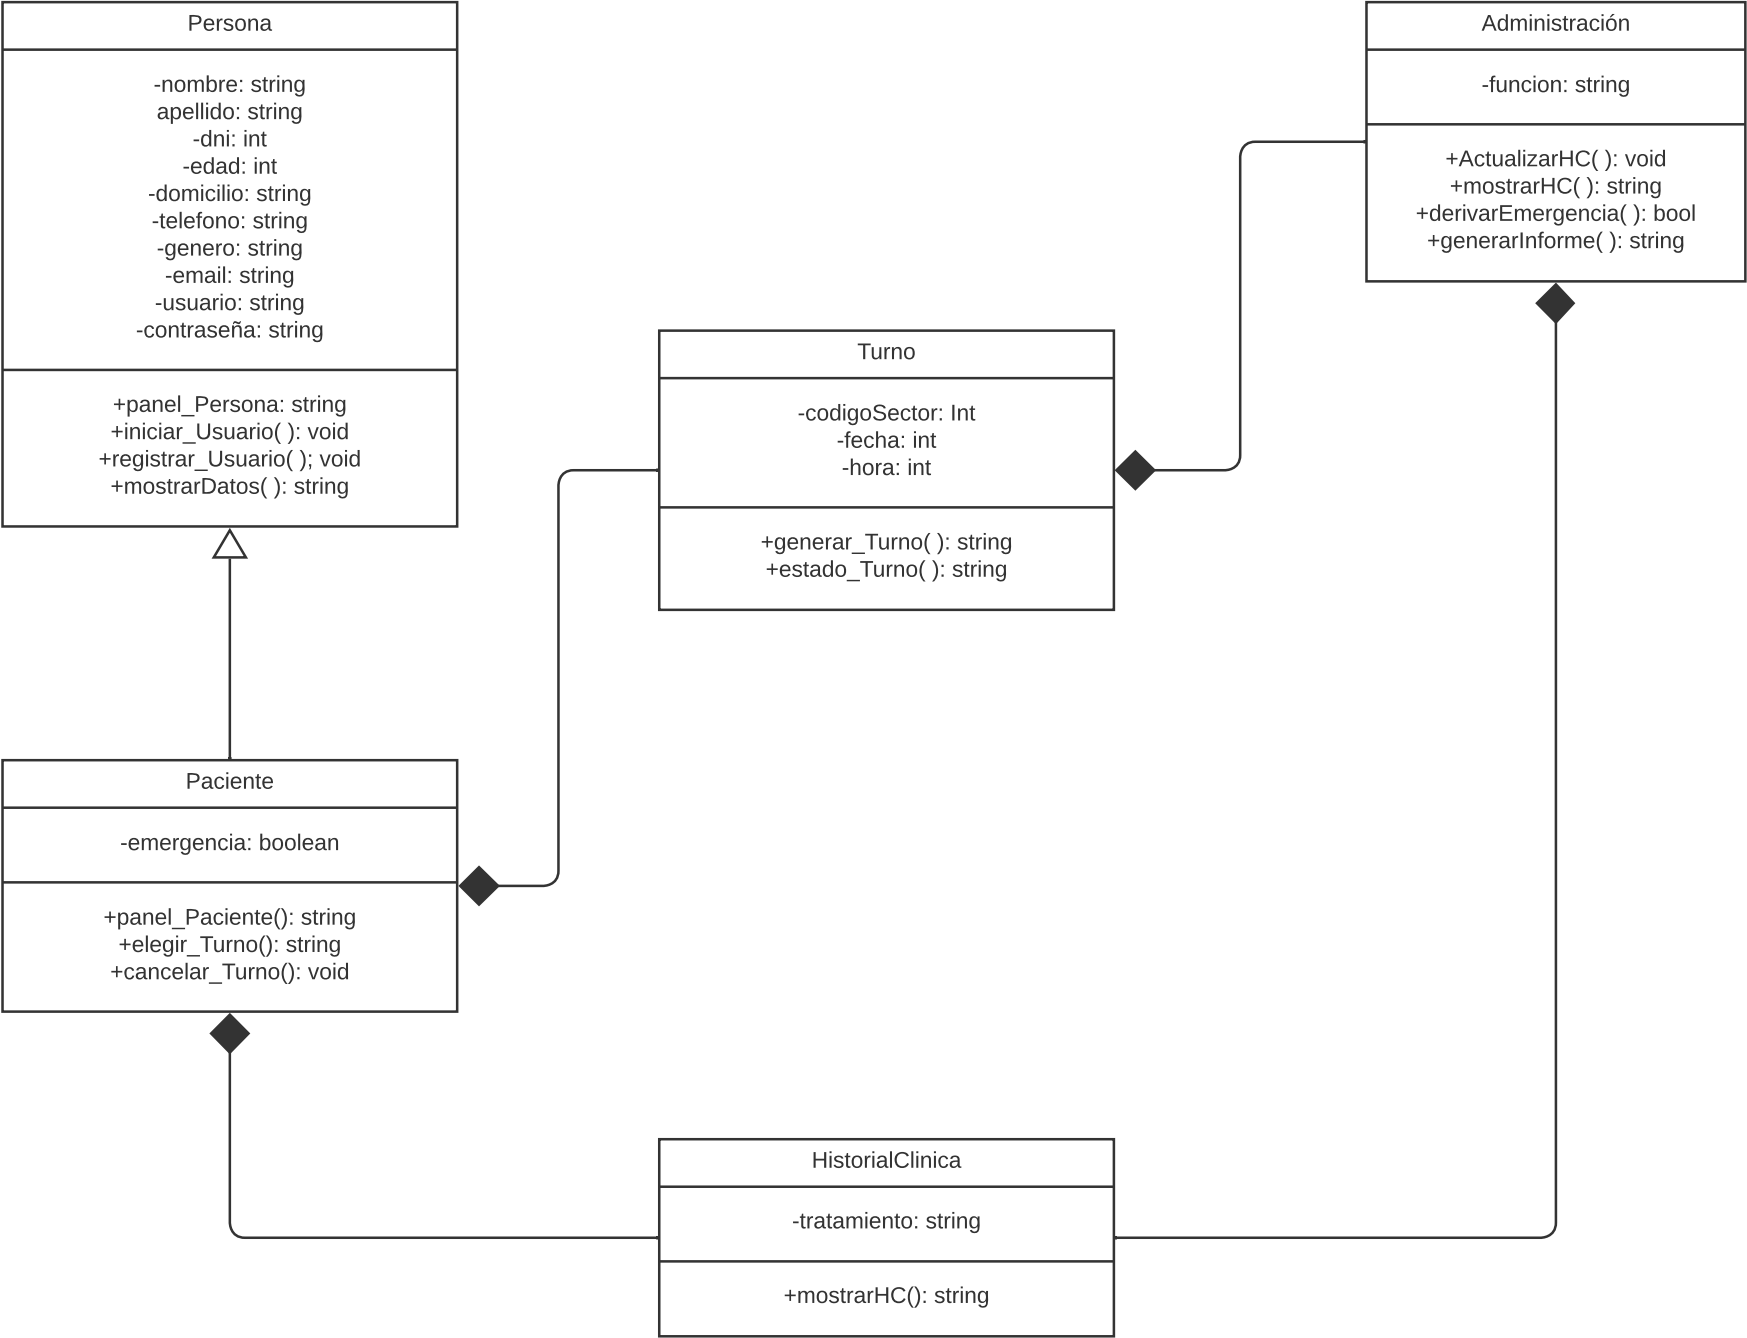 Persona
-nombre: string
apellido: string
-dni: int
-edad: int
-domicilio: string
-telefono: string
-genero: string
-email: string
-usuario: string
-contraseña: string
+panel_Persona: string
+iniciar_Usuario( ): void
+registrar_Usuario( ); void
+mostrarDatos( ): string
Administración
-funcion: string
+ActualizarHC( ): void
+mostrarHC( ): string
+derivarEmergencia( ): bool
+generarInforme( ): string
Turno
-codigoSector: Int
-fecha: int
-hora: int
+generar_Turno( ): string
+estado_Turno( ): string
Paciente
-emergencia: boolean
+panel_Paciente(): string
+elegir_Turno(): string
+cancelar_Turno(): void
HistorialClinica
-tratamiento: string
+mostrarHC(): string